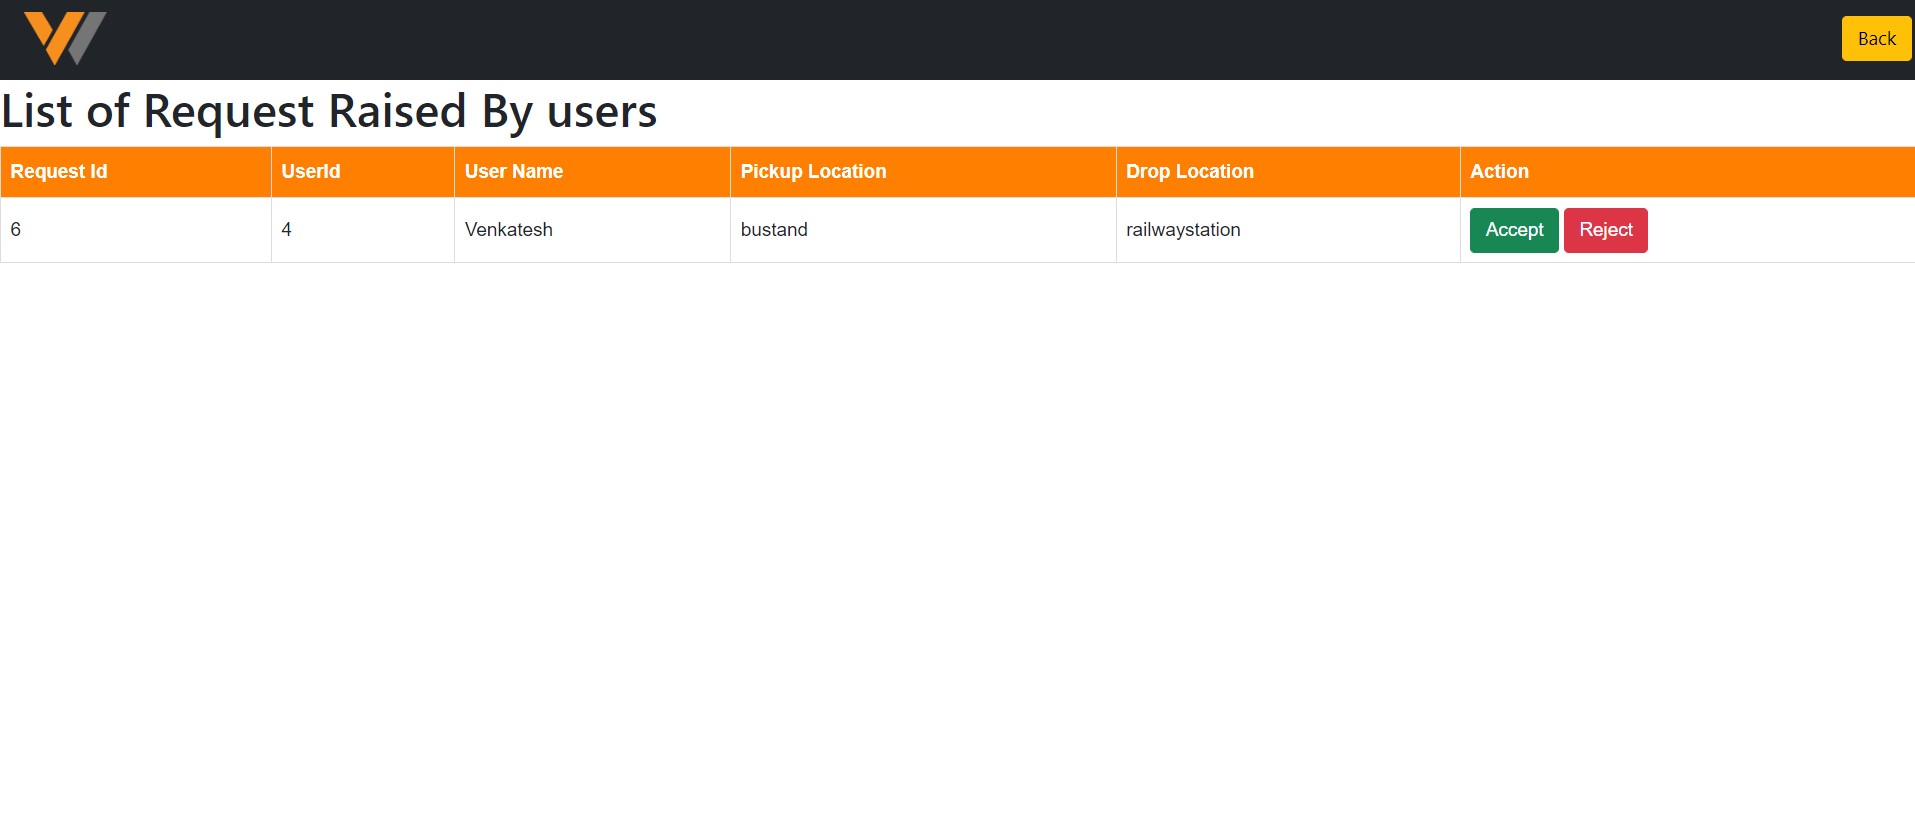 Back
List of Request Raised By users
Request Id UserId User Name Pickup Location Drop Location Action
6 4 Venkatesh bustand railwaystation Accept Reject